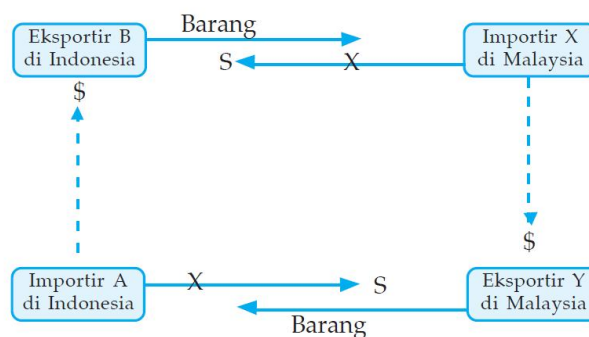 Eksportir B
di Indonesia
Barang
S
X
Importir X
di Malaysia
$
$
Importir A
di Indonesia
X
S
Barang
Eksportir Y
di Malaysia